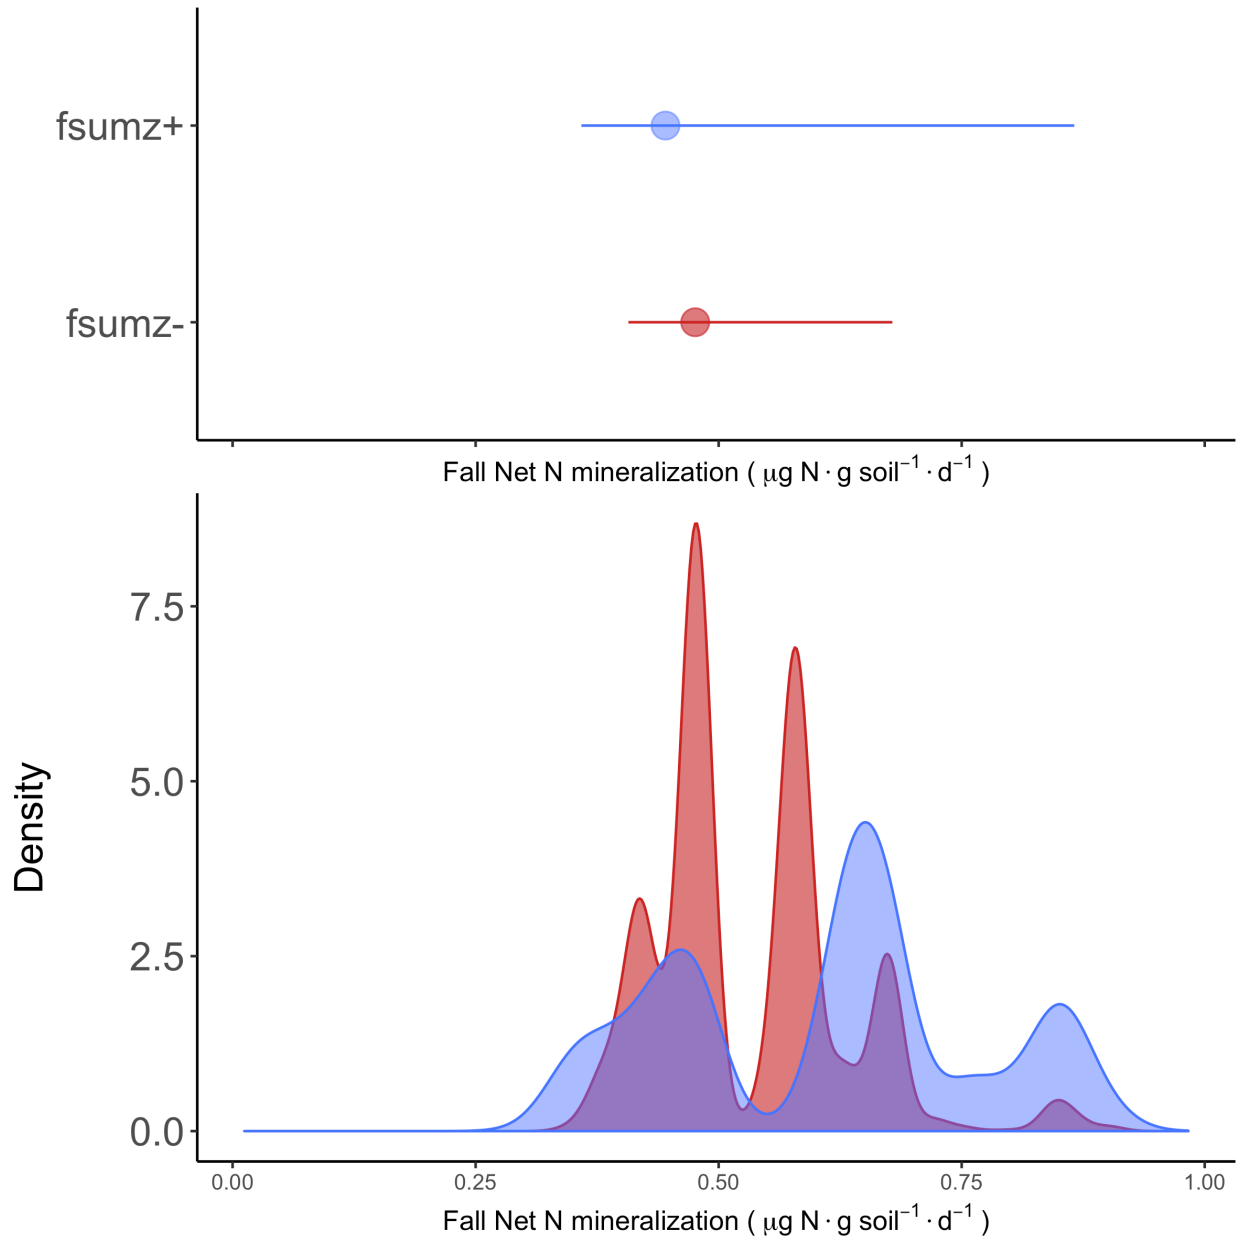 fsumz+
fsumz-
Fall Net N mineralization ( μg N · g soil⁻¹ · d⁻¹ )
Density
7.5
5.0
2.5
0.0
0.00 0.25 0.50 0.75 1.00
Fall Net N mineralization ( μg N · g soil⁻¹ · d⁻¹ )